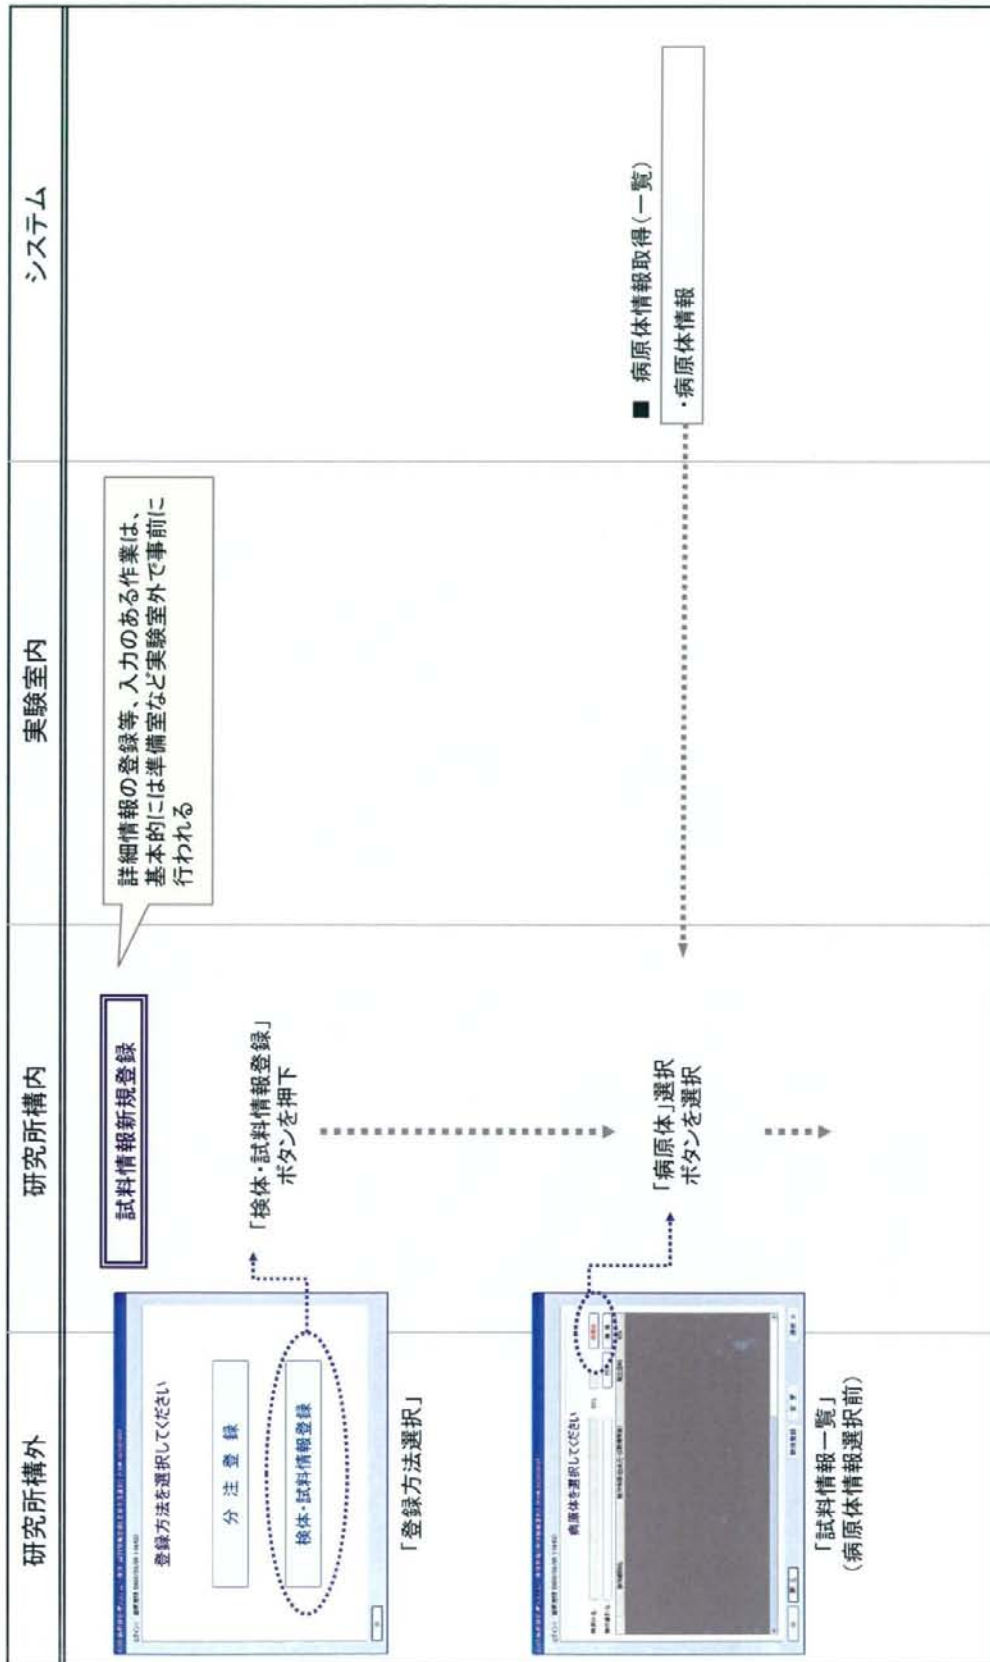 研究所構外
研究所構内
実験室内
システム
試料情報新規登録
詳細情報の登録等、入力のある作業は、
基本的には準備室など実験室外で事前に
行われる
登録方法を選択してください
分 注 登 録
検体・試料情報登録
「登録方法選択」
「検体・試料情報登録」
ボタンを押下
■ 病原体情報取得(一覧)
・病原体情報
病原体を選択してください
「病原体」選択
ボタンを選択
「試料情報一覧」
(病原体情報選択前)